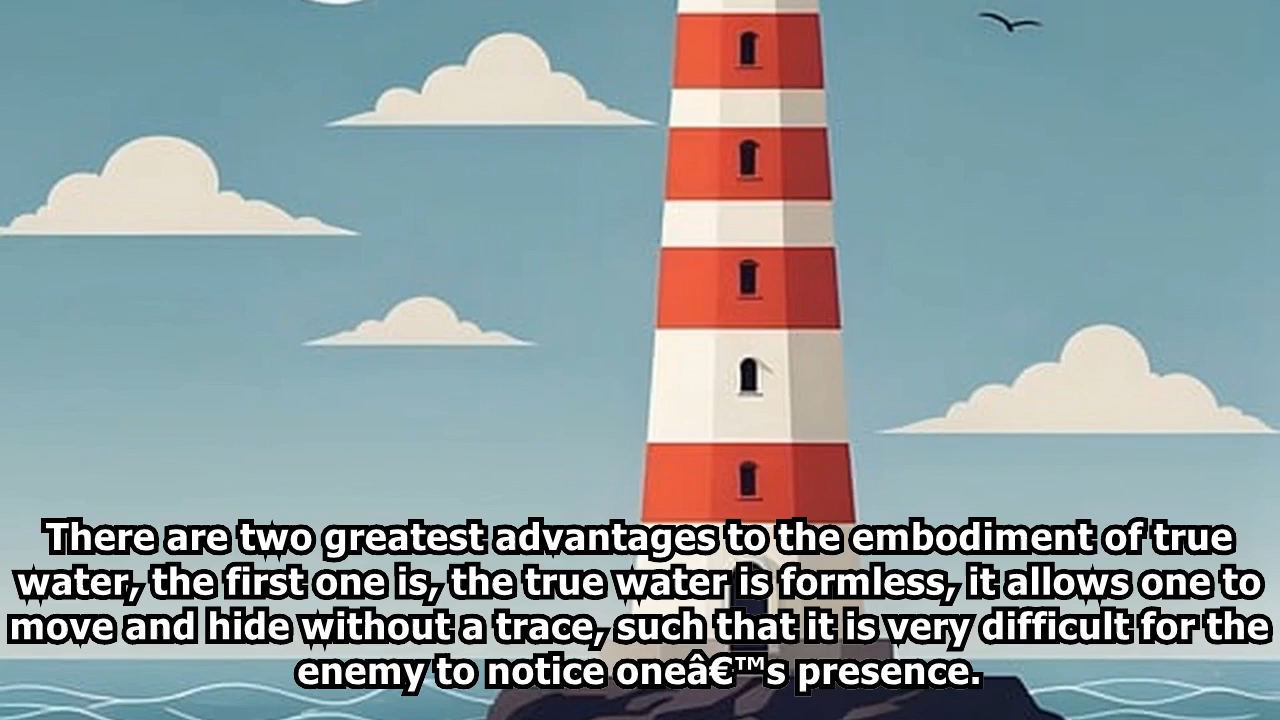 There are two greatest advantages to the embodiment of true
water, the first one is, the true water is formless, it allows one to
move and hide without a trace, such that it is very difficult for the
enemy to notice oneâ€™s presence.